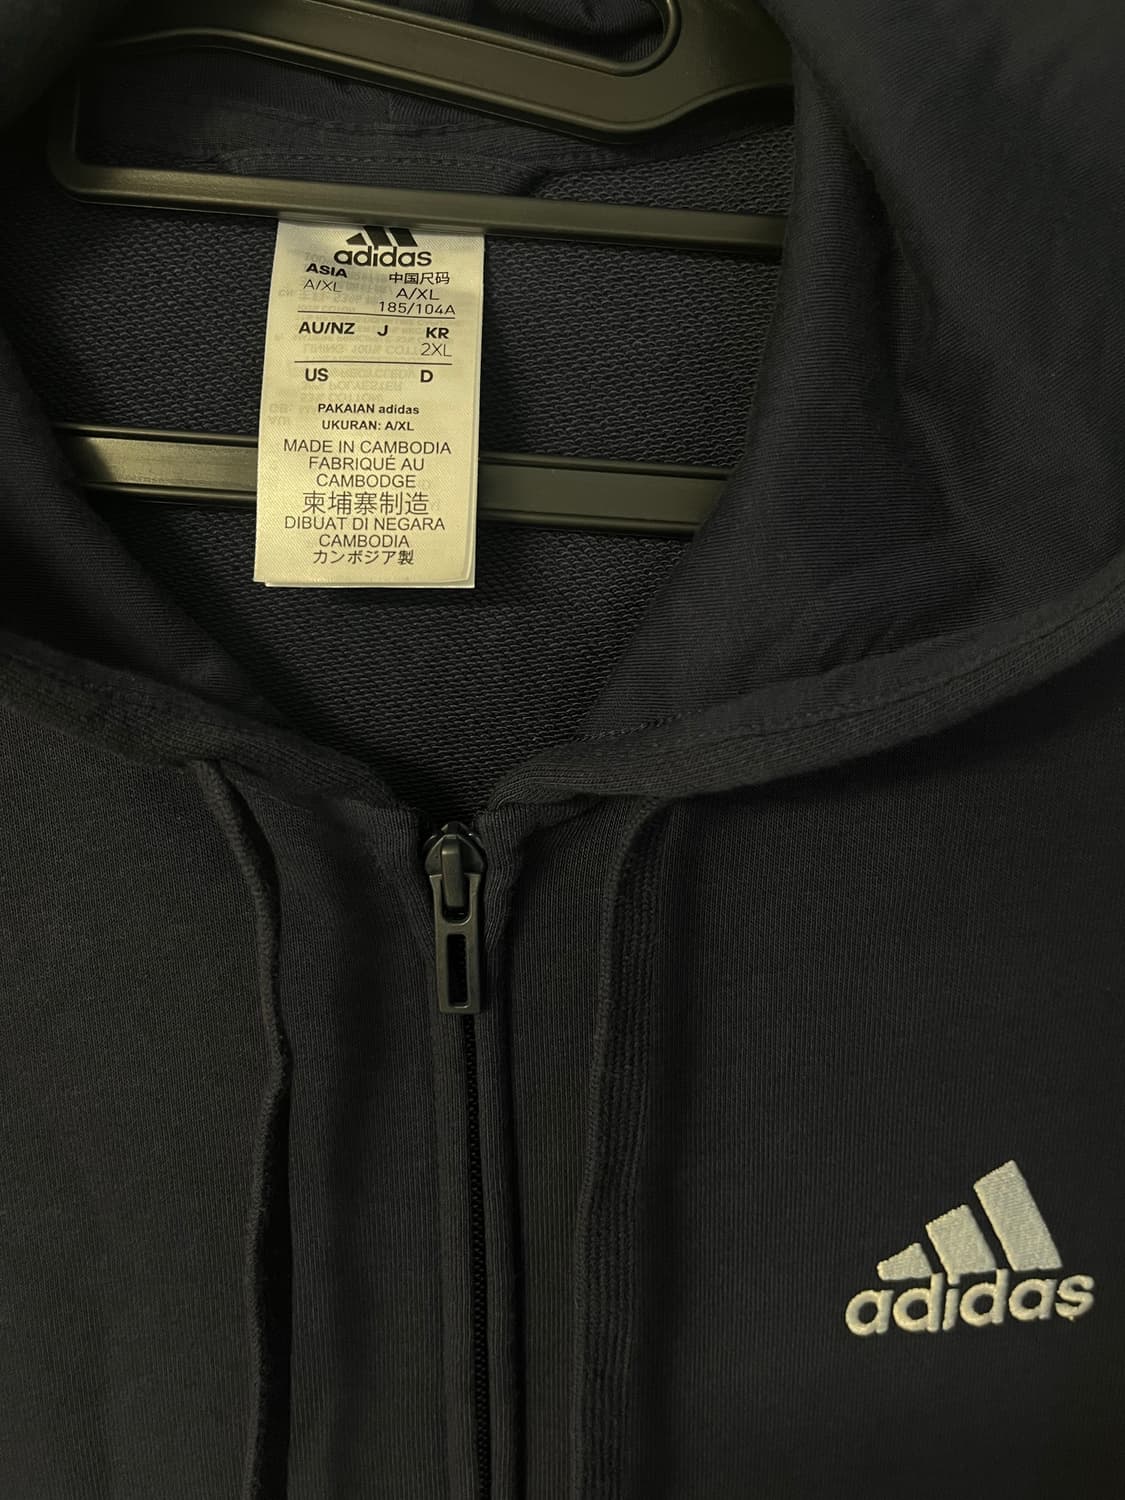 adidas
ASIA 中国尺码
A/XL A/XL
185/104A
AU/NZ J KR
2XL
US D
PAKAIAN adidas
UKURAN: A/XL
MADE IN CAMBODIA
FABRIQUÉ AU
CAMBODGE
柬埔寨制造
DIBUAT DI NEGARA
CAMBODIA
カンボジア製
adidas